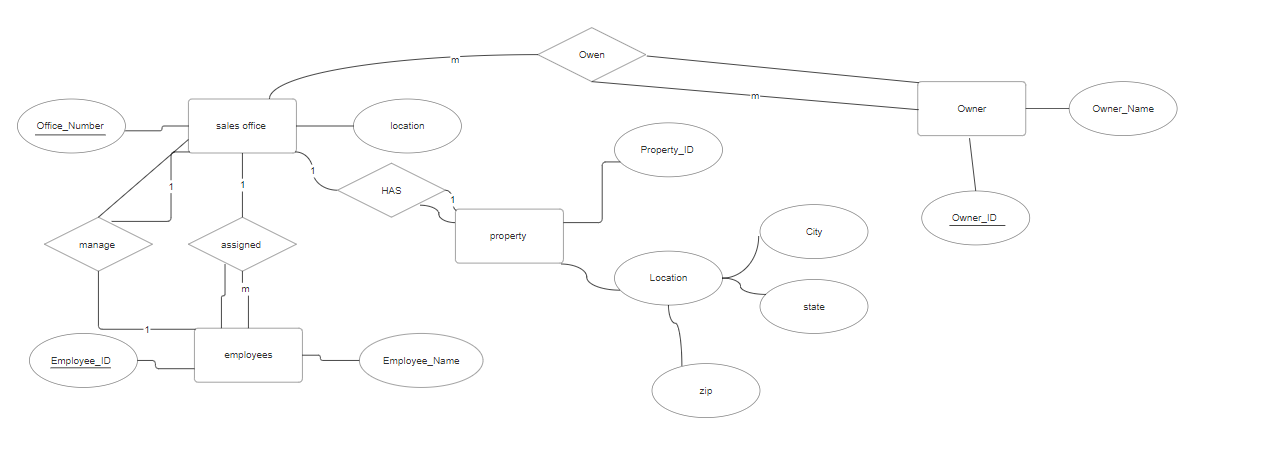 Owen
m
m
Owner
Owner_Name
Office_Number
sales office
location
Property_ID
1
1
1
HAS
1
Owner_ID
City
property
manage
assigned
Location
m
state
1
employees
Employee_ID
Employee_Name
zip